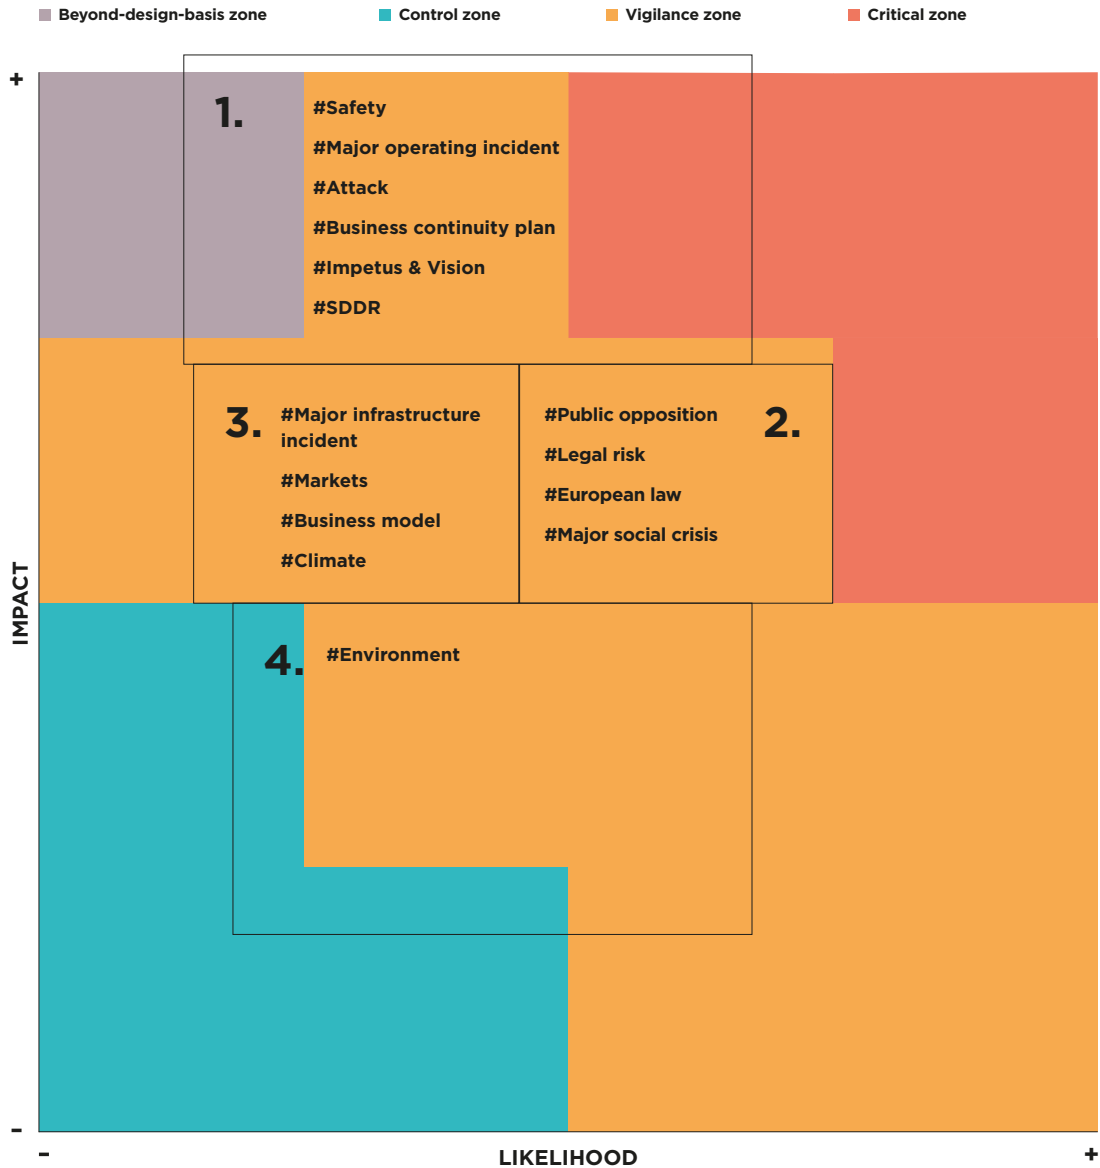 Beyond-design-basis zone
Control zone
Vigilance zone
Critical zone
+
1.
#Safety
#Major operating incident
#Attack
#Business continuity plan
#Impetus & Vision
#SDDR
3.
#Major infrastructure
incident
#Markets
#Business model
#Climate
#Public opposition
2.
#Legal risk
#European law
#Major social crisis
IMPACT
4.
#Environment
-
-
LIKELIHOOD
+